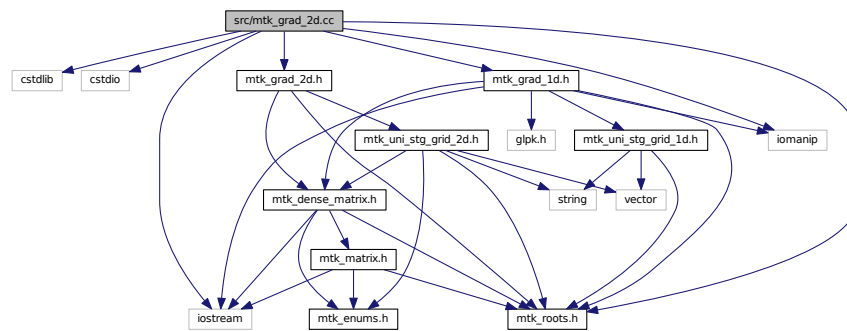 src/mtk_grad_2d.cc
cstdlib
cstdio
mtk_grad_2d.h
mtk_grad_1d.h
mtk_uni_stg_grid_2d.h
glpk.h
mtk_uni_stg_grid_1d.h
iomanip
mtk_dense_matrix.h
string
vector
mtk_matrix.h
iostream
mtk_enums.h
mtk_roots.h